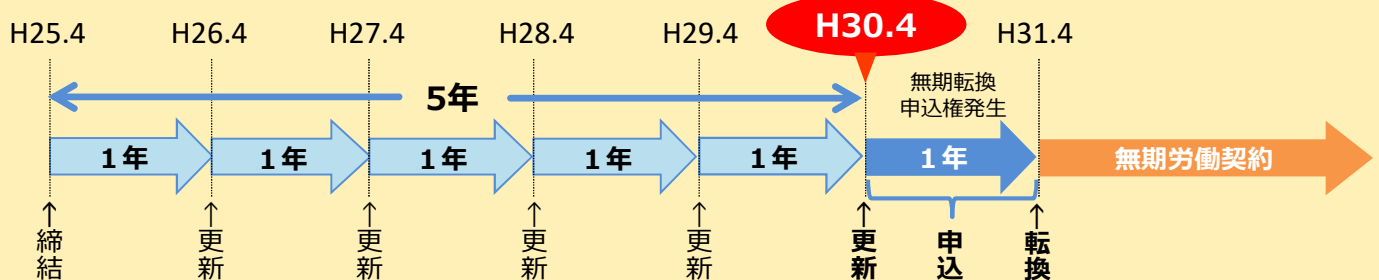 H25.4 H26.4 H27.4 H28.4 H29.4 H30.4 H31.4
5年
無期転換
申込権発生
1年 1年 1年 1年 1年 1年 無期労働契約
↑締結 ↑更新 ↑更新 ↑更新 ↑更新 ↑更新 申込 ↑転換